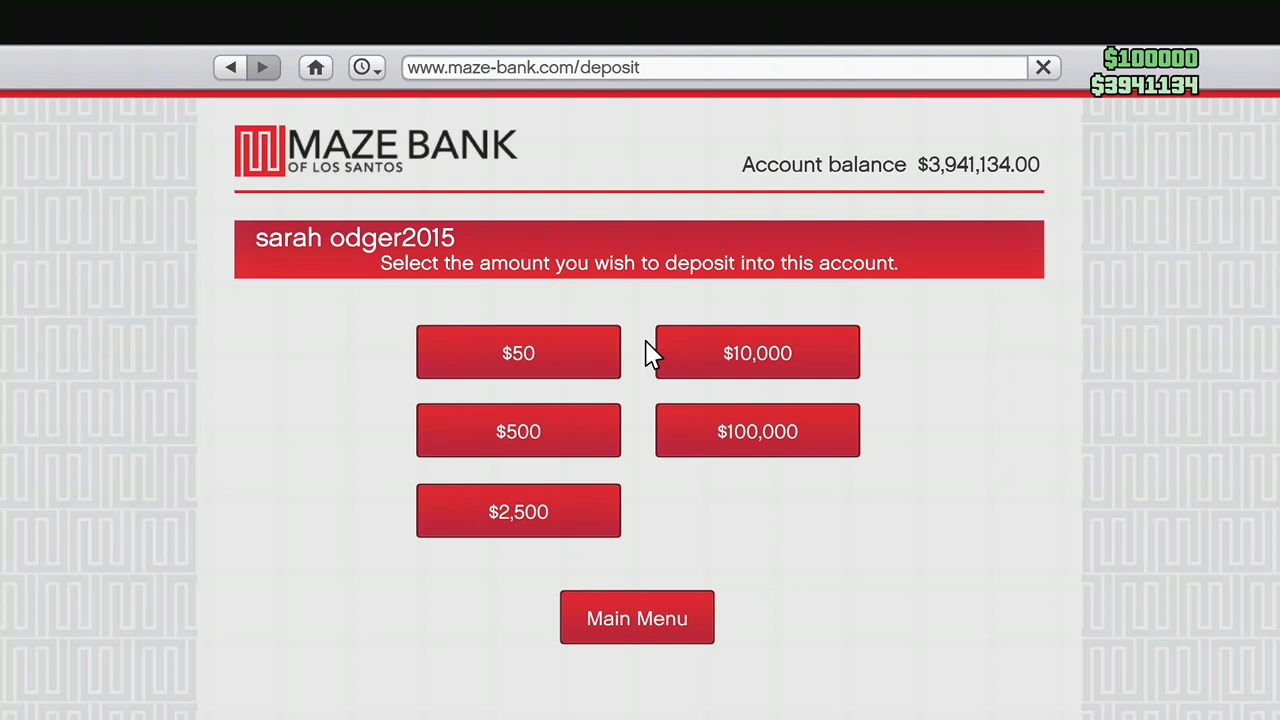 www.maze-bank.com/deposit
$100000
$3941134
MAZE BANK
OF LOS SANTOS
Account balance $3,941,134.00
sarah odger2015
Select the amount you wish to deposit into this account.
$50
$10,000
$500
$100,000
$2,500
Main Menu